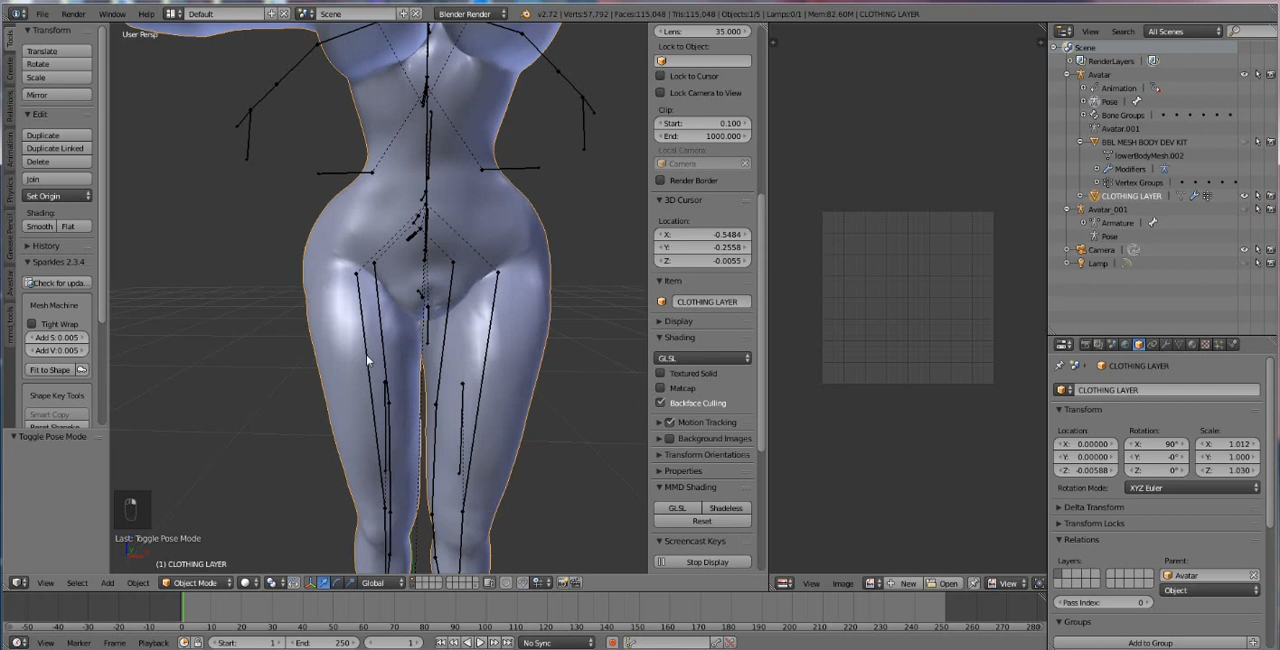 File Render Window Help Default Scene Blender Render v2.72 | Verts:57,792 | Faces:115,048 | Tris:115,048 | Objects:1/5 | Lamps:0/1 | Mem:82.60M | CLOTHING LAYER
Tools
Create
Relations
Animation
Physics
Grease Pencil
Avastar
mmd_tools
Transform
Translate
Rotate
Scale
Mirror
Edit
Duplicate
Duplicate Linked
Delete
Join
Set Origin
Shading:
Smooth Flat
History
Sparkles 2.3.4
Check for upda...
Mesh Machine
Tight Wrap
Add S: 0.005
Add V: 0.005
Fit to Shape
Shape Key Tools
Smart Copy
Toggle Pose Mode
User Persp
Last: Toggle Pose Mode
(1) CLOTHING LAYER
View Select Add Object Object Mode Global
Lens: 35.000
Lock to Object:
Lock to Cursor
Lock Camera to View
Clip:
Start: 0.100
End: 1000.000
Local Camera:
Camera
Render Border
3D Cursor
Location:
X: -0.5484
Y: -0.2558
Z: -0.0055
Item
CLOTHING LAYER
Display
Shading
GLSL
Textured Solid
Matcap
Backface Culling
Motion Tracking
Background Images
Transform Orientations
Properties
MMD Shading
GLSL Shadeless
Reset
Screencast Keys
Stop Display
View Image New Open View
View Search All Scenes
Scene
RenderLayers
Avatar
Animation
Pose
Bone Groups
Avatar.001
BBL MESH BODY DEV KIT
lowerBodyMesh.002
Modifiers
Vertex Groups
CLOTHING LAYER
Avatar_001
Armature
Pose
Camera
Lamp
CLOTHING LAYER
CLOTHING LAYER
Transform
Location: Rotation: Scale:
X: 0.00000 X: 90° X: 1.012
Y: 0.00000 Y: -0° Y: 1.000
Z: -0.00588 Z: 0° Z: 1.030
Rotation Mode: XYZ Euler
Delta Transform
Transform Locks
Relations
Layers: Parent:
Avatar
Object
Pass Index: 0
Groups
Add to Group
-50 -40 -30 -20 -10 0 10 20 30 40 50 60 70 80 90 100 110 120 130 140 150 160 170 180 190 200 210 220 230 240 250 260 270 280
View Marker Frame Playback Start: 1 End: 250 1 No Sync